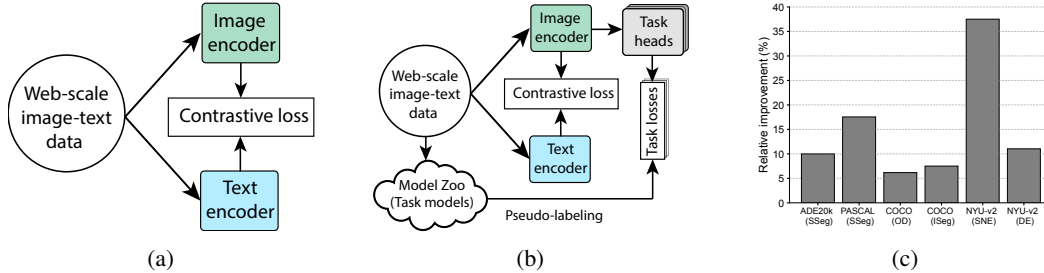 Web-scale
image-text
data
Image
encoder
Contrastive loss
Text
encoder
(a)
Web-scale
image-text
data
Image
encoder
Task
heads
Contrastive loss
Task losses
Text
encoder
Model Zoo
(Task models)
Pseudo-labeling
(b)
Relative improvement (%)
40
35
30
25
20
15
10
5
0
ADE20k
(SSeg)
PASCAL
(SSeg)
COCO
(OD)
COCO
(ISeg)
NYU-v2
(SNE)
NYU-v2
(DE)
(c)